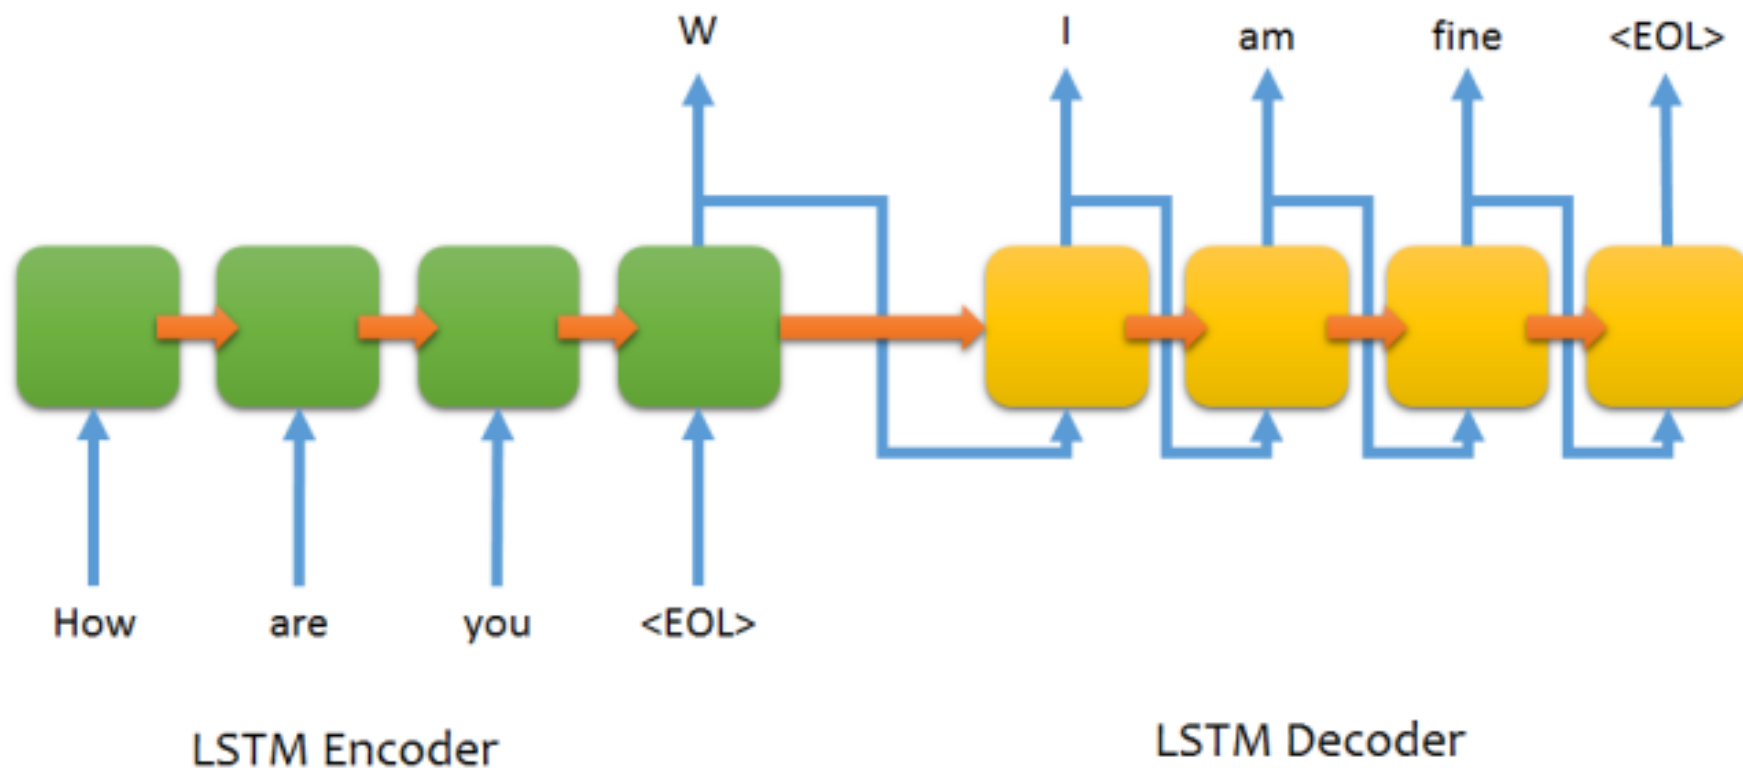 W I am fine <EOL>
How are you <EOL>
LSTM Encoder LSTM Decoder